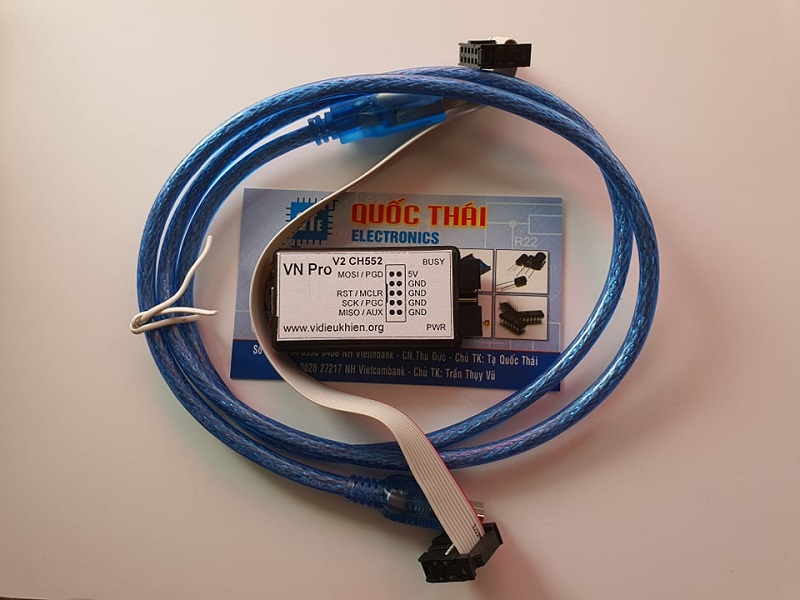 QUỐC THÁI
ELECTRONICS
R22
VN Pro
V2 CH552
BUSY
MOSI / PGD
5V
GND
RST / MCLR
GND
SCK / PGC
GND
MISO / AUX
GND
www.vidieukhien.org
PWR
NH Vietinbank - CN.Thủ Đức - Chủ TK: Tạ Quốc Thái
0028 27217 NH Vietcombank - Chủ TK: Trần Thụy Vũ